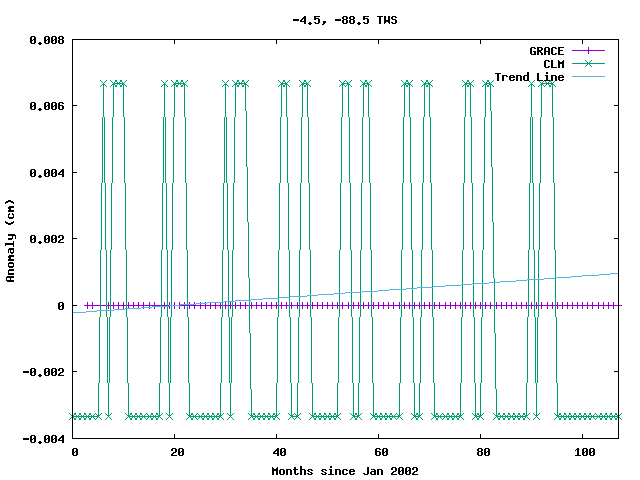 -4.5, -88.5 TWS
GRACE
CLM
Trend Line
0.008
0.006
0.004
0.002
0
-0.002
-0.004
Anomaly (cm)
0 20 40 60 80 100
Months since Jan 2002